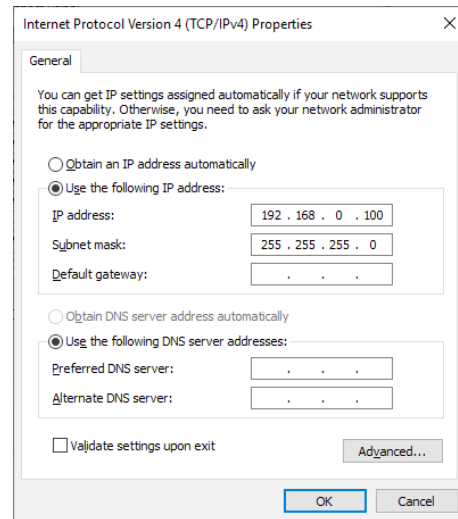 Internet Protocol Version 4 (TCP/IPv4) Properties
General
You can get IP settings assigned automatically if your network supports
this capability. Otherwise, you need to ask your network administrator
for the appropriate IP settings.
Obtain an IP address automatically
Use the following IP address:
IP address: 192 . 168 . 0 . 100
Subnet mask: 255 . 255 . 255 . 0
Default gateway: . . .
Obtain DNS server address automatically
Use the following DNS server addresses:
Preferred DNS server: . . .
Alternate DNS server: . . .
Validate settings upon exit
Advanced...
OK Cancel